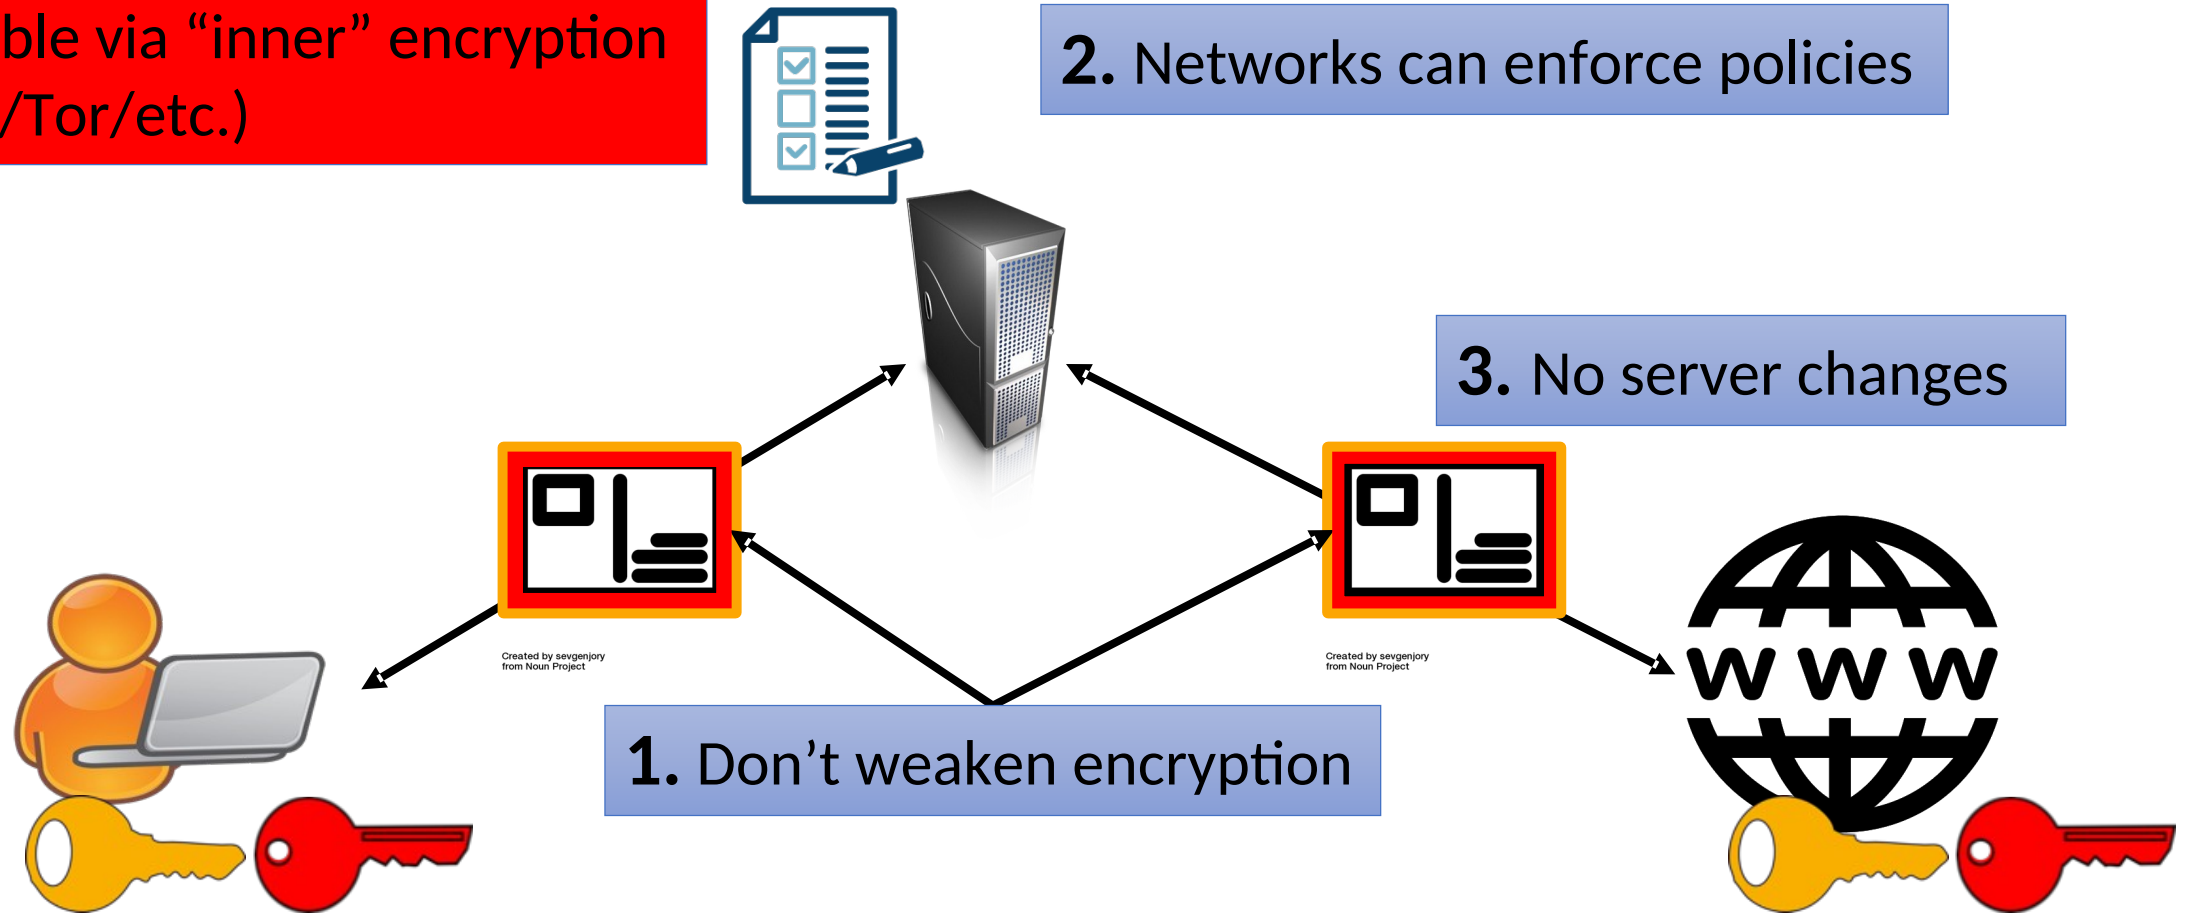 ble via “inner” encryption
/Tor/etc.)
2. Networks can enforce policies
3. No server changes
Created by sevgenjory
from Noun Project
Created by sevgenjory
from Noun Project
W W W
1. Don’t weaken encryption